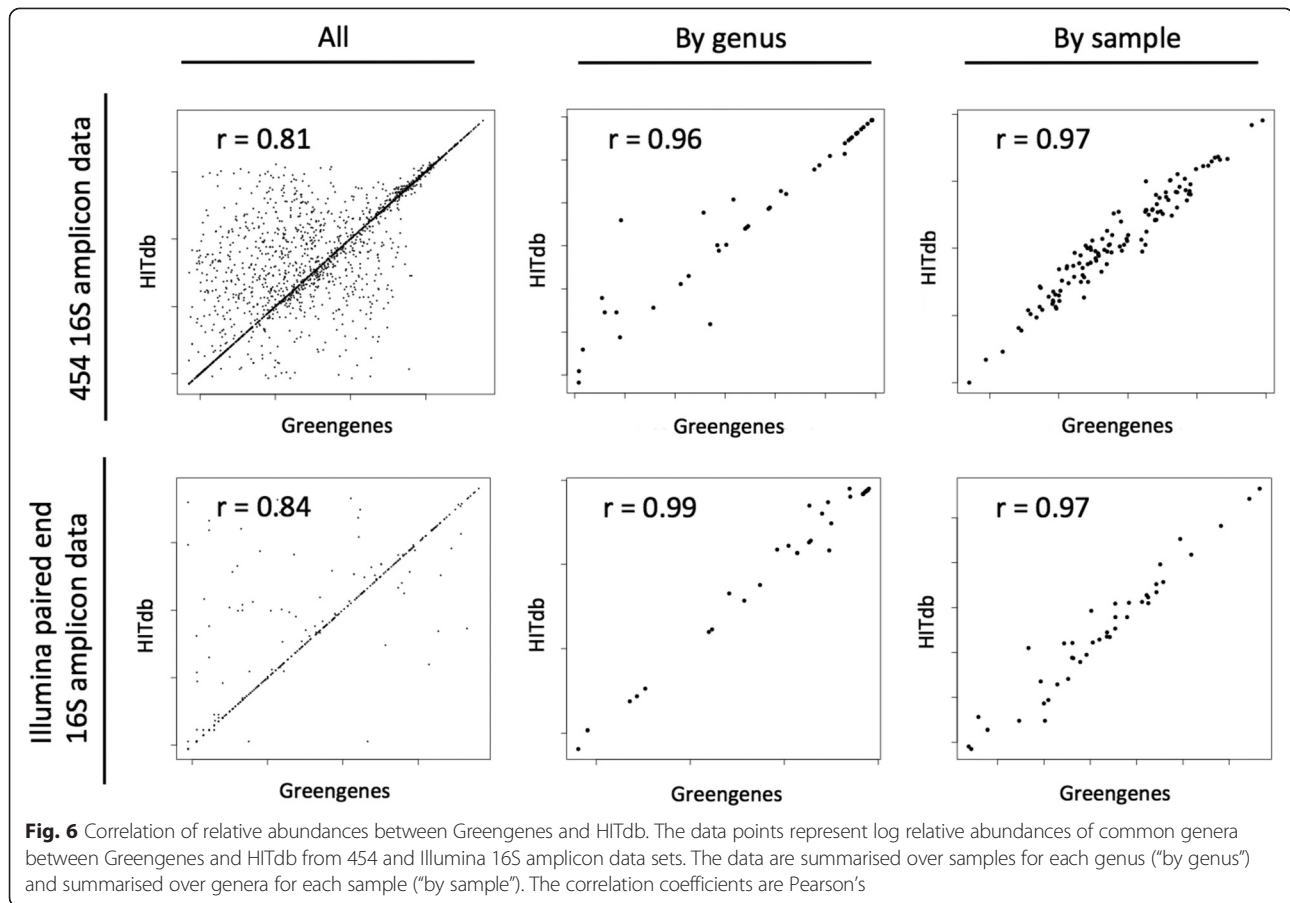 All
By genus
By sample
454 16S amplicon data
r = 0.81
HITdb
Greengenes
r = 0.96
HITdb
Greengenes
r = 0.97
HITdb
Greengenes
Illumina paired end
16S amplicon data
r = 0.84
HITdb
Greengenes
r = 0.99
HITdb
Greengenes
r = 0.97
HITdb
Greengenes
Fig. 6 Correlation of relative abundances between Greengenes and HITdb. The data points represent log relative abundances of common genera
between Greengenes and HITdb from 454 and Illumina 16S amplicon data sets. The data are summarised over samples for each genus (“by genus”)
and summarised over genera for each sample (“by sample”). The correlation coefficients are Pearson’s